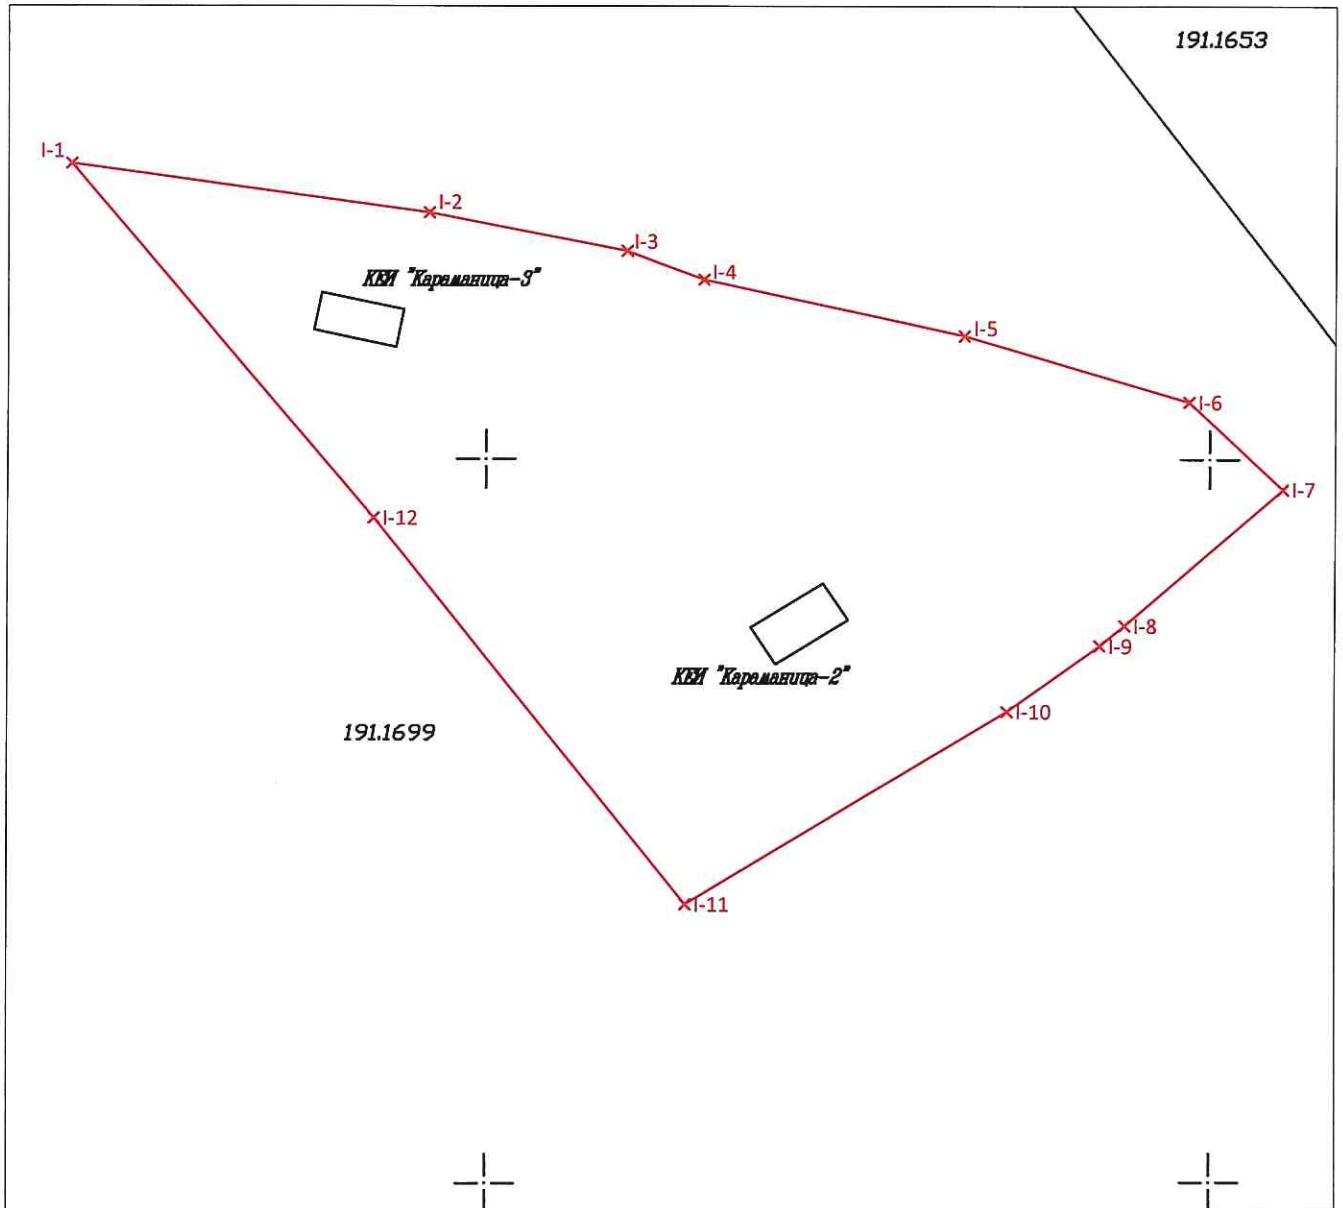 191.1653
I-1
I-2
I-3
I-4
КЕИ "Караманица-3"
I-5
I-6
I-7
I-12
I-8
I-9
КЕИ "Караманица-2"
I-10
191.1699
I-11